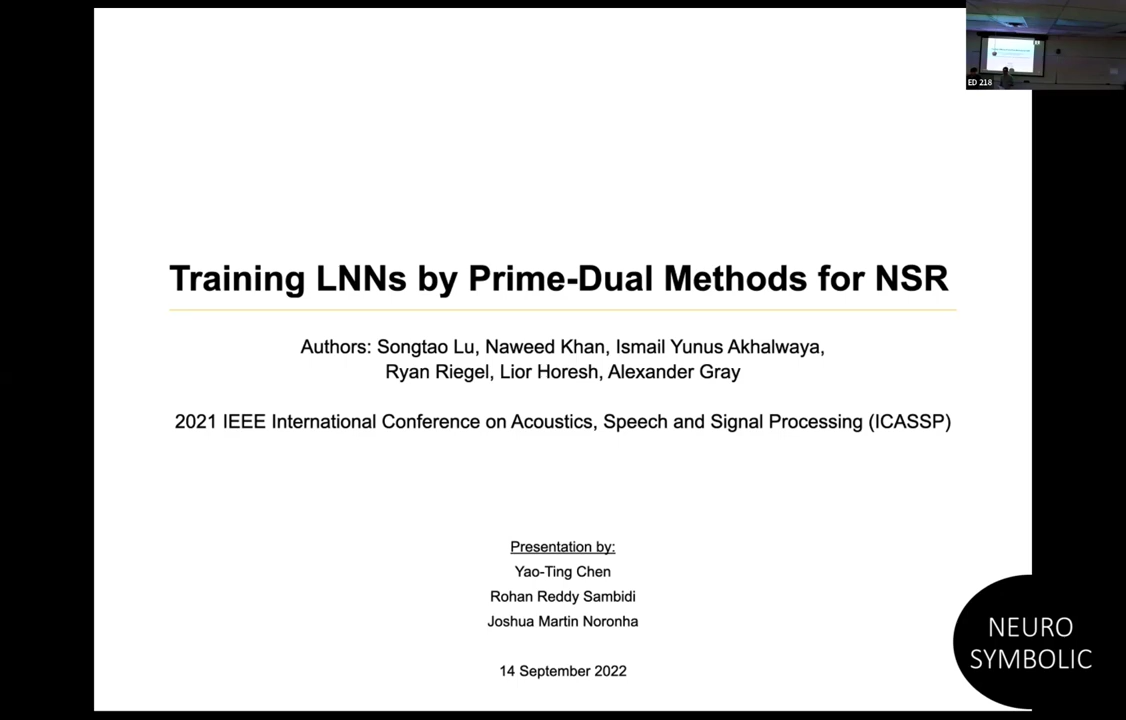 ED 218
Training LNNs by Prime-Dual Methods for NSR
Authors: Songtao Lu, Naweed Khan, Ismail Yunus Akhalwaya,
Ryan Riegel, Lior Horesh, Alexander Gray
2021 IEEE International Conference on Acoustics, Speech and Signal Processing (ICASSP)
Presentation by:
Yao-Ting Chen
Rohan Reddy Sambidi
Joshua Martin Noronha
14 September 2022
NEURO
SYMBOLIC